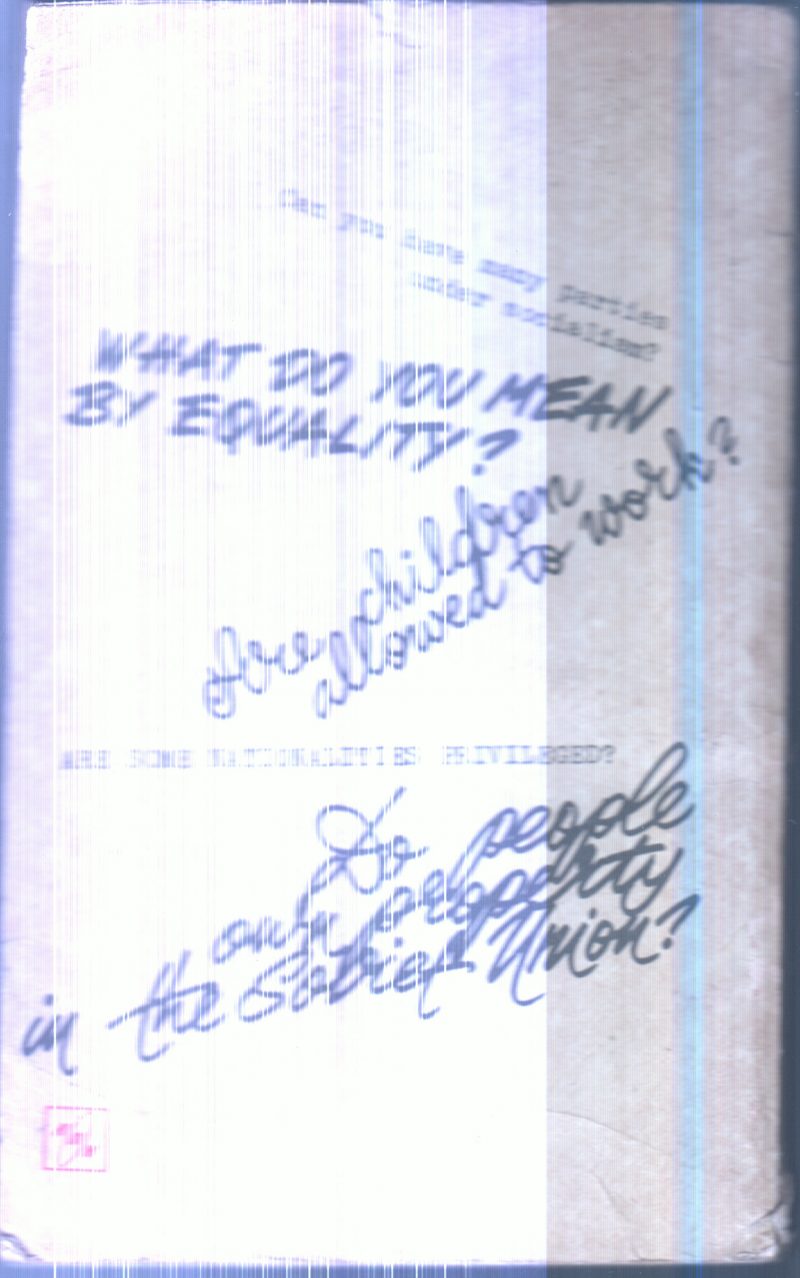 Can you have many parties
under socialism?
WHAT DO YOU MEAN
BY EQUALITY?
Are children
allowed to work?
ARE SOME NATIONALITIES PRIVILEGED?
Do people
own property
in the Soviet Union?